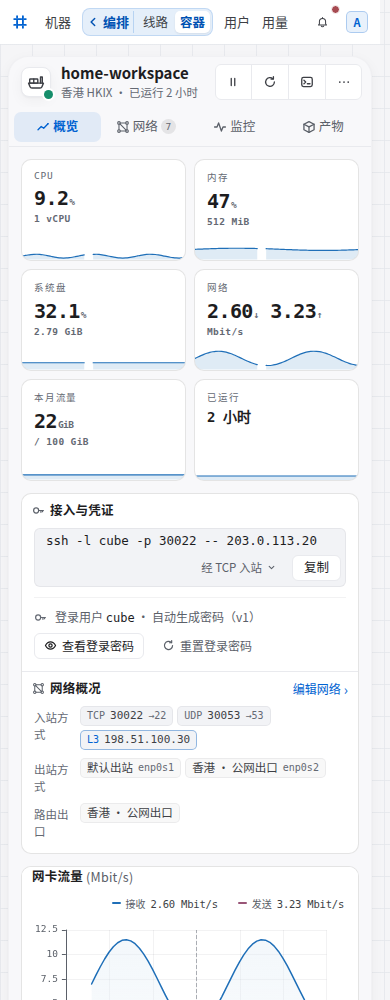 机器 编排 线路 容器 用户 用量 A
home-workspace
香港 HKIX • 已运行 2 小时
概览 网络 7 监控 产物
CPU
9.2%
1 vCPU
内存
47%
512 MiB
系统盘
32.1%
2.79 GiB
网络
2.60↓ 3.23↑
Mbit/s
本月流量
22GiB
/ 100 GiB
已运行
2 小时
接入与凭证
ssh -l cube -p 30022 -- 203.0.113.20
经 TCP 入站 复制
登录用户 cube • 自动生成密码（v1）
查看登录密码 重置登录密码
网络概况 编辑网络 ›
入站方式
TCP 30022 →22 UDP 30053 →53
L3 198.51.100.30
出站方式
默认出站 enp0s1 香港 • 公网出口 enp0s2
路由出口
香港 • 公网出口
网卡流量 (Mbit/s)
接收 2.60 Mbit/s 发送 3.23 Mbit/s
12.5
10
7.5